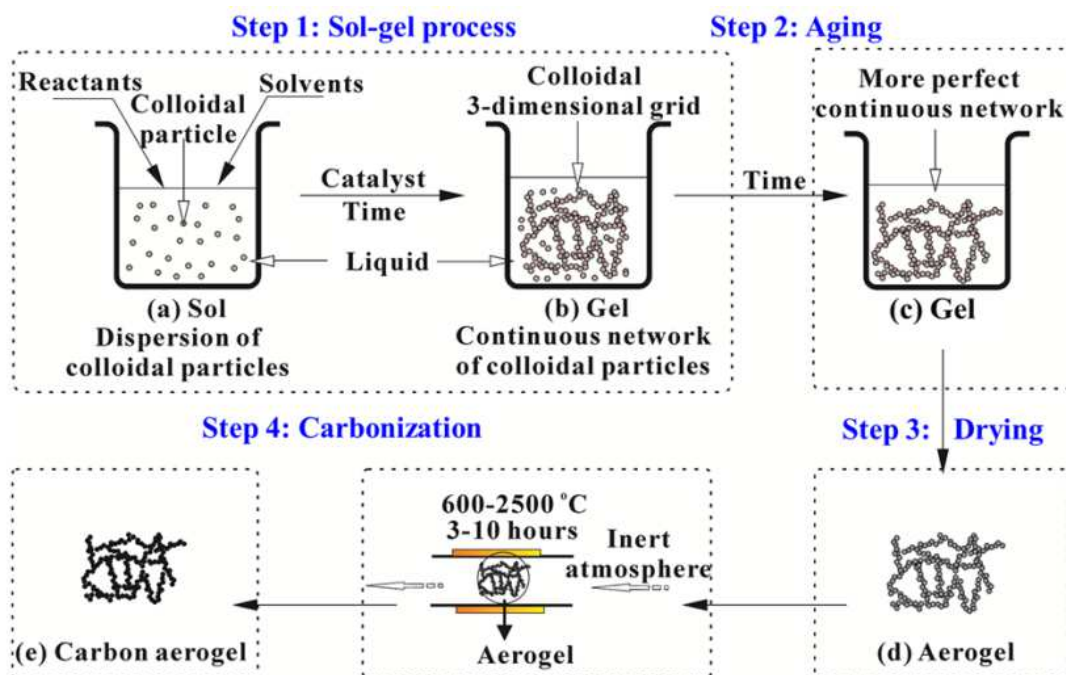 Step 1: Sol-gel process
Step 2: Aging
Reactants
Solvents
Colloidal
particle
Colloidal
3-dimensional grid
More perfect
continuous network
Catalyst
Time
Time
Liquid
(a) Sol
Dispersion of
colloidal particles
(b) Gel
Continuous network
of colloidal particles
(c) Gel
Step 4: Carbonization
Step 3: Drying
600-2500 °C
3-10 hours
Inert
atmosphere
(e) Carbon aerogel
Aerogel
(d) Aerogel